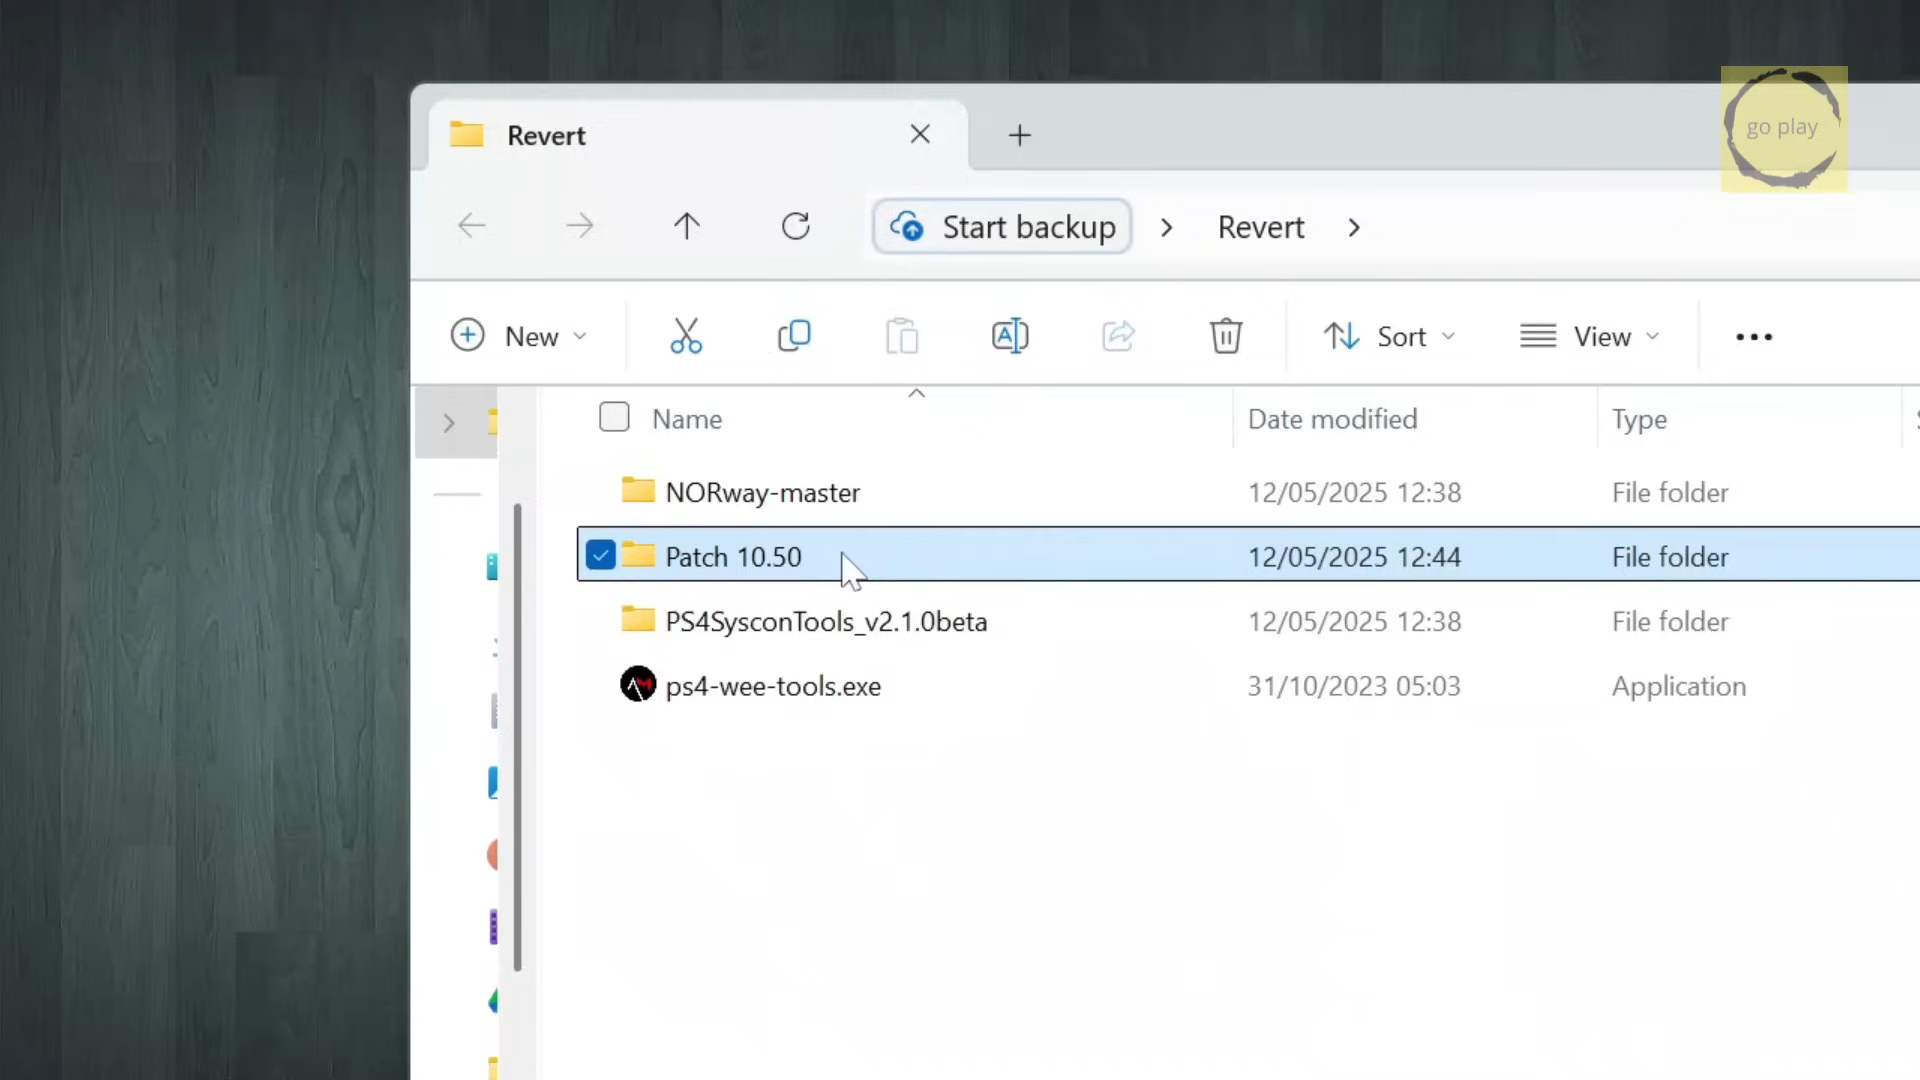 Revert
go play
Start backup > Revert >
New
Sort
View
Name
Date modified
Type
NORway-master 12/05/2025 12:38 File folder
Patch 10.50 12/05/2025 12:44 File folder
PS4SysconTools_v2.1.0beta 12/05/2025 12:38 File folder
ps4-wee-tools.exe 31/10/2023 05:03 Application